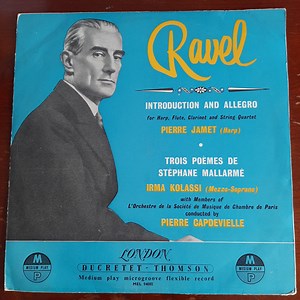 Ravel
INTRODUCTION AND ALLEGRO
for Harp, Flute, Clarinet and String Quartet
PIERRE JAMET (Harp)
TROIS POÈMES DE
STÉPHANE MALLARMÉ
IRMA KOLASSI (Mezzo-Soprano)
with Members of
L'Orchestre de la Société de Musique de Chambre de Paris
conducted by
PIERRE CAPDEVIELLE
LONDON
DUCRETET-THOMSON
Medium play microgroove flexible record
M
MEDIUM PLAY
P
M
MEDIUM PLAY
P